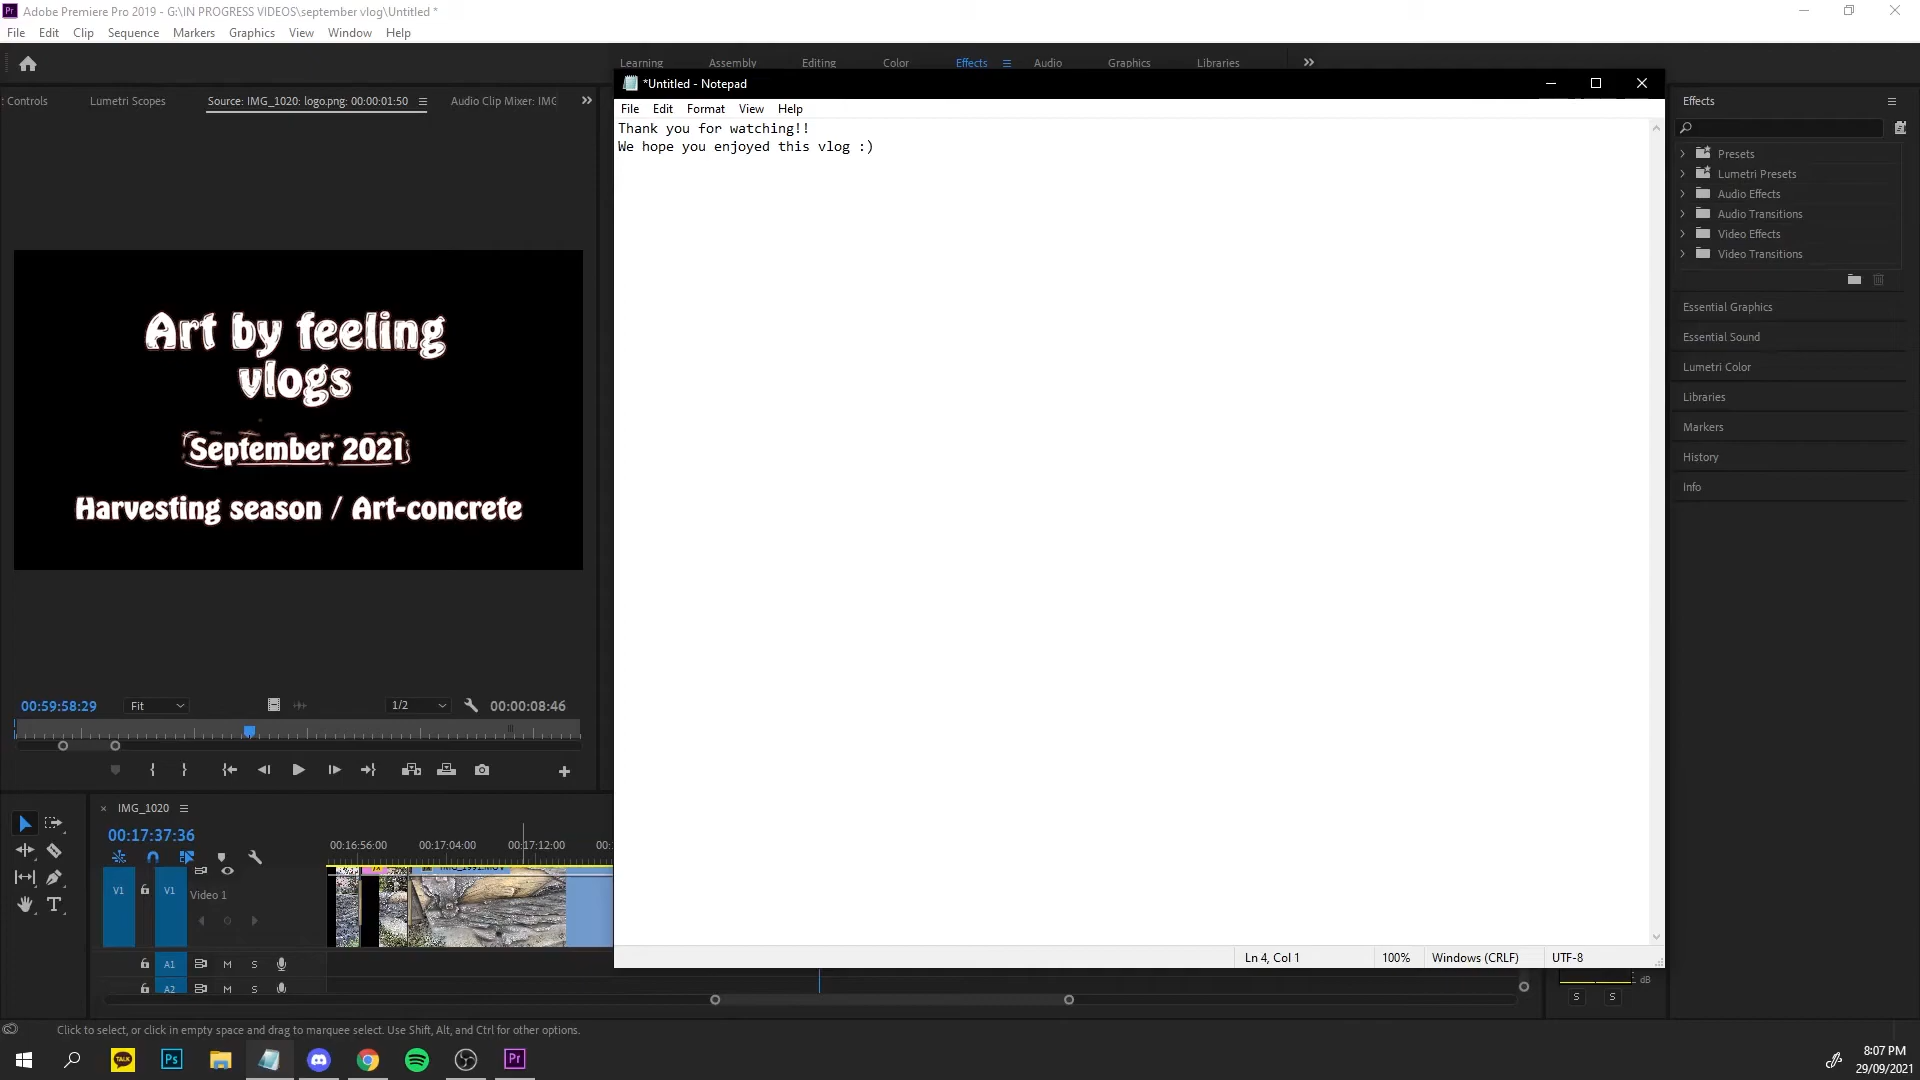 Adobe Premiere Pro 2019 - G:\IN PROGRESS VIDEOS\september vlog\Untitled *
File Edit Clip Sequence Markers Graphics View Window Help
Learning Assembly Editing Color Effects Audio Graphics Libraries
t Controls Lumetri Scopes Source: IMG_1020: logo.png: 00:00:01:50 Audio Clip Mixer: IMG
*Untitled - Notepad
File Edit Format View Help
Thank you for watching!!
We hope you enjoyed this vlog :)
Ln 4, Col 1 100% Windows (CRLF) UTF-8
Effects
Presets
Lumetri Presets
Audio Effects
Audio Transitions
Video Effects
Video Transitions
Essential Graphics
Essential Sound
Lumetri Color
Libraries
Markers
History
Info
Art by feeling
vlogs
September 2021
Harvesting season / Art-concrete
00:59:58:29 Fit 1/2 00:00:08:46
IMG_1020
00:17:37:36
00:16:56:00 00:17:04:00 00:17:12:00 00:
V1 V1 Video 1
A1 M S
A2 M S
dB
S S
Click to select, or click in empty space and drag to marquee select. Use Shift, Alt, and Ctrl for other options.
TALK Ps Pr
8:07 PM
29/09/2021